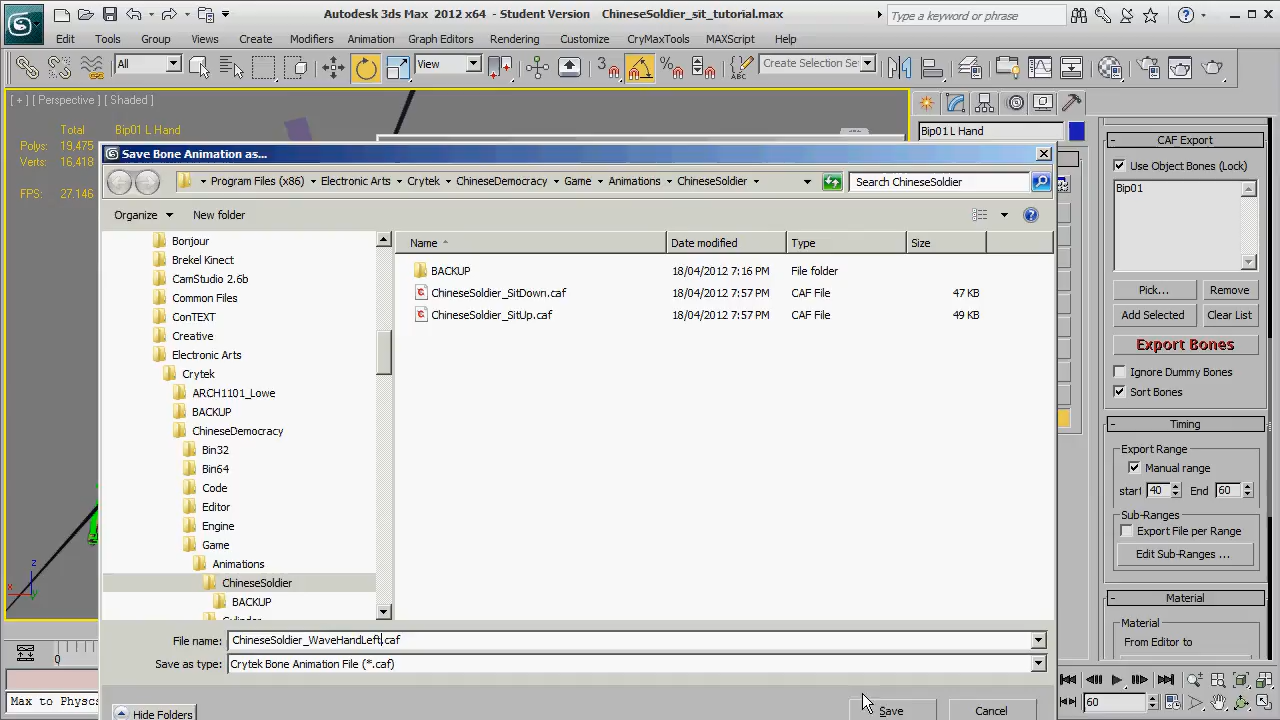 Autodesk 3ds Max 2012 x64 - Student Version ChineseSoldier_sit_tutorial.max
Type a keyword or phrase
Edit Tools Group Views Create Modifiers Animation Graph Editors Rendering Customize CryMaxTools MAXScript Help
All View Create Selection Se
[ + ] [ Perspective ] [ Shaded ]
Total Bip01 L Hand
Polys: 19,475
Verts: 16,418
FPS: 27.146
Save Bone Animation as...
Program Files (x86) Electronic Arts Crytek ChineseDemocracy Game Animations ChineseSoldier
Search ChineseSoldier
Organize New folder
Name Date modified Type Size
BACKUP 18/04/2012 7:16 PM File folder
ChineseSoldier_SitDown.caf 18/04/2012 7:57 PM CAF File 47 KB
ChineseSoldier_SitUp.caf 18/04/2012 7:57 PM CAF File 49 KB
Bonjour
Brekel Kinect
CamStudio 2.6b
Common Files
ConTEXT
Creative
Electronic Arts
Crytek
ARCH1101_Lowe
BACKUP
ChineseDemocracy
Bin32
Bin64
Code
Editor
Engine
Game
Animations
ChineseSoldier
BACKUP
File name: ChineseSoldier_WaveHandLeft.caf
Save as type: Crytek Bone Animation File (*.caf)
Hide Folders
Save Cancel
Bip01 L Hand
CAF Export
Use Object Bones (Lock)
Bip01
Pick... Remove
Add Selected Clear List
Export Bones
Ignore Dummy Bones
Sort Bones
Timing
Export Range
Manual range
start 40 End 60
Sub-Ranges
Export File per Range
Edit Sub-Ranges ...
Material
Material
From Editor to
0
Max to Physc
60